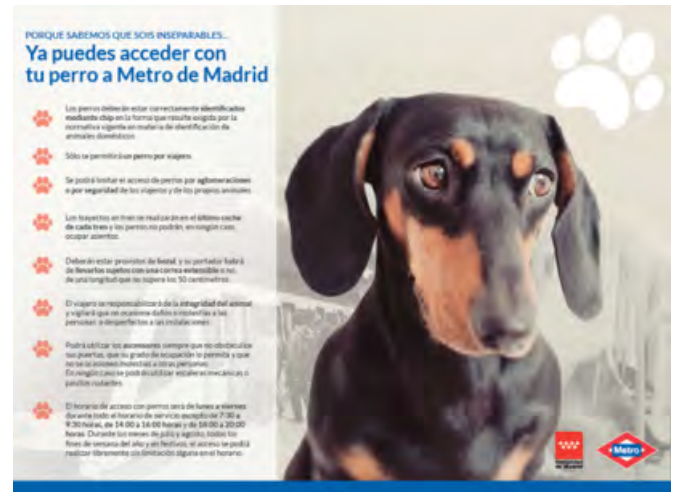 PORQUE SABEMOS QUE SOIS INSEPARABLES...
Ya puedes acceder con
tu perro a Metro de Madrid
Los perros deberán estar correctamente identificados
mediante chip en la forma que resulte exigida por la
normativa vigente en materia de identificación de
animales domésticos
Sólo se permitirá un perro por viajero.
Se podrá limitar el acceso de perros por aglomeraciones
o por seguridad de los viajeros y de los propios animales
Los trayectos en tren se realizarán en el último coche
de cada tren y los perros no podrán, en ningún caso,
ocupar asientos.
Deberán estar provistos de bozal, y su portador habrá
de llevarlos sujetos con una correa extensible o no,
de una longitud que no supere los 50 centímetros.
El viajero se responsabilizará de la integridad del animal
y vigilará que no ocasione daños o molestias a las
personas o desperfectos a las instalaciones.
Podrá utilizar los ascensores siempre que no obstaculice
sus puertas, que su grado de ocupación lo permita y que
no se ocasionen molestias a otras personas.
En ningún caso se podrán utilizar escaleras mecánicas o
pasillos rodantes.
El horario de acceso con perros será de lunes a viernes
durante todo el horario de servicio excepto de 7:30 a
9:30 horas, de 14:00 a 16:00 horas y de 18:00 a 20:00
horas. Durante los meses de julio y agosto, todos los
fines de semana del año y en festivos, el acceso se podrá
realizar libremente sin limitación alguna en el horario.
Comunidad
de Madrid
Metro